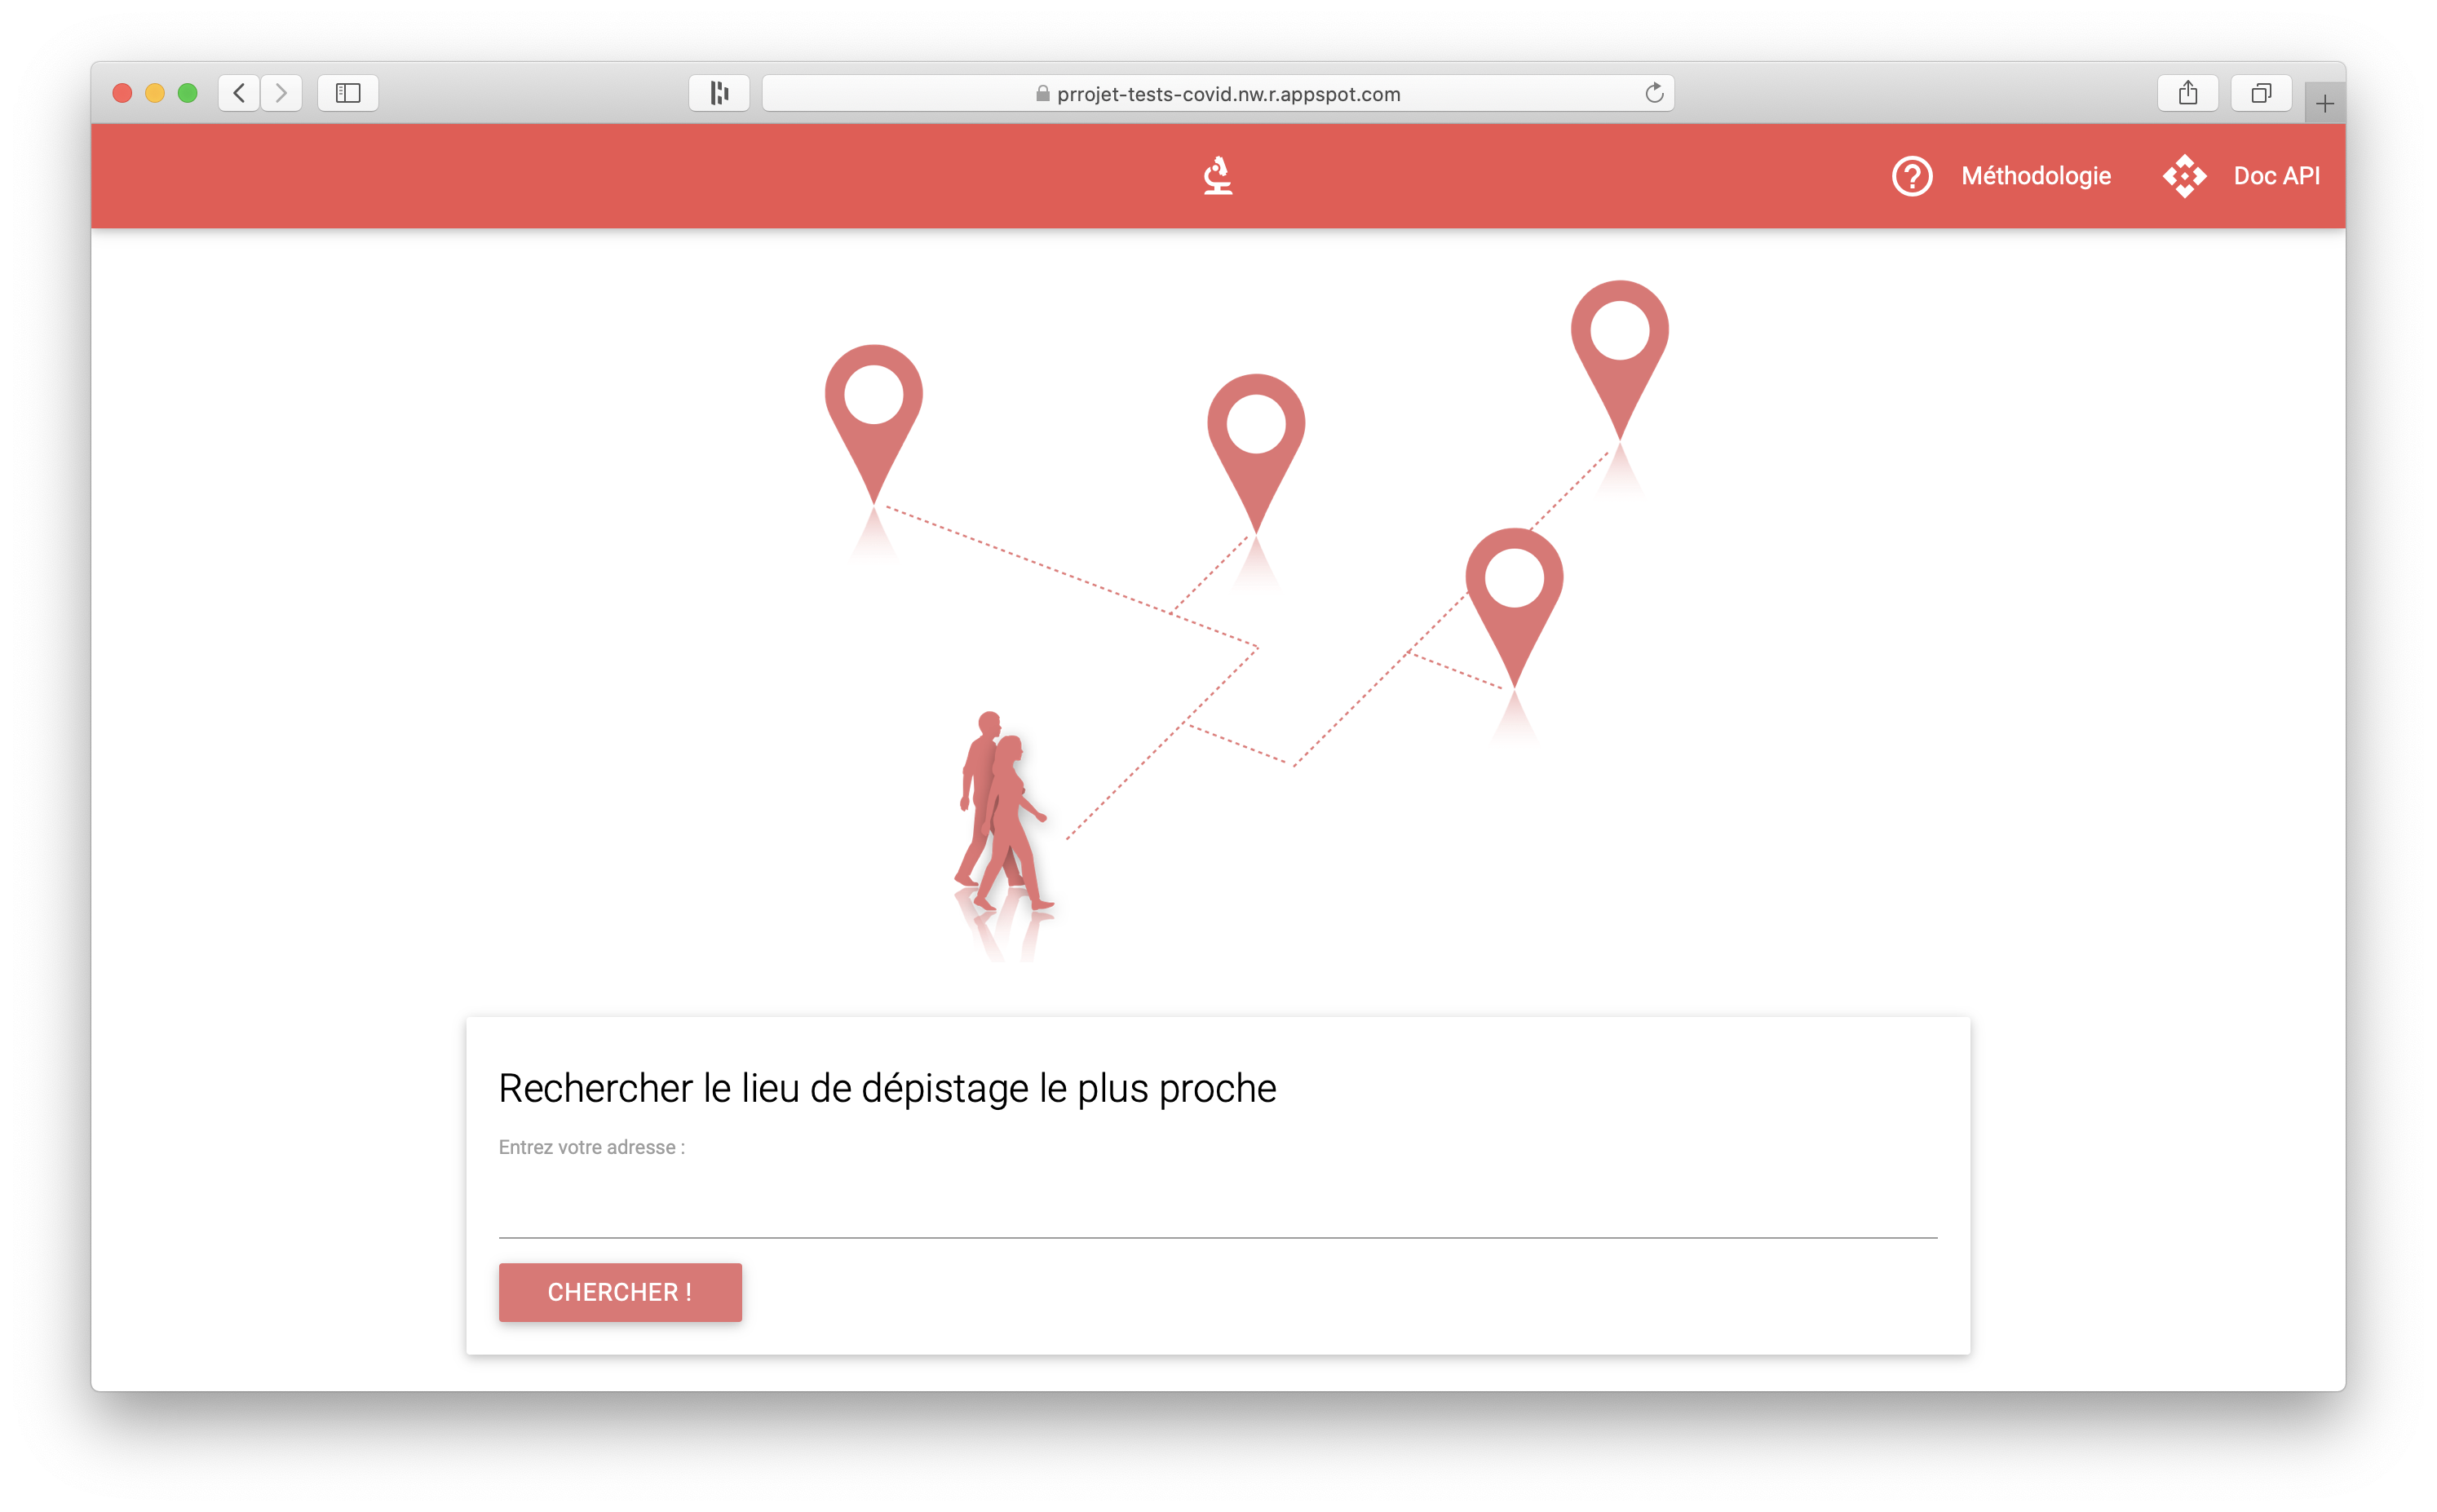 prrojet-tests-covid.nw.r.appspot.com
Méthodologie
Doc API
Rechercher le lieu de dépistage le plus proche
Entrez votre adresse :
CHERCHER !